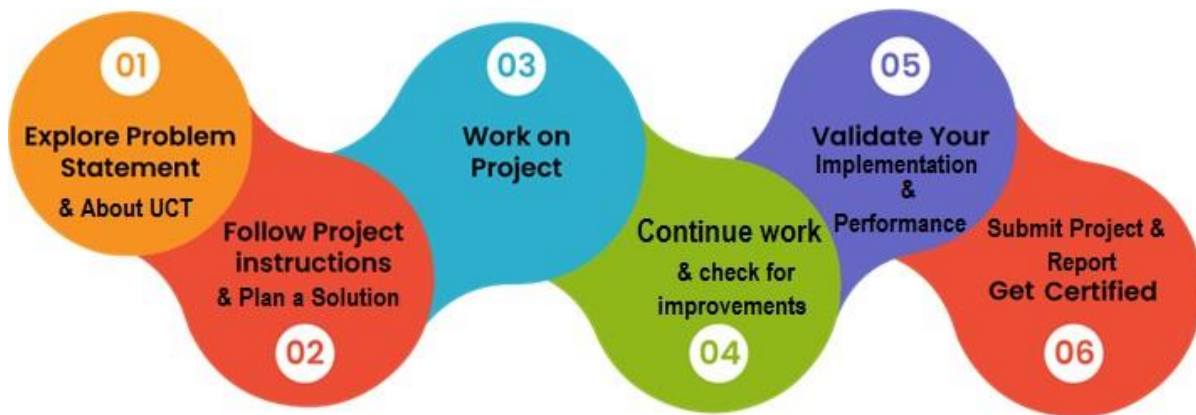 01
Explore Problem
Statement
& About UCT
Follow Project
instructions
& Plan a Solution
02
03
Work on
Project
Continue work
& check for
improvements
04
05
Validate Your
Implementation
&
Performance
Submit Project &
Report
Get Certified
06